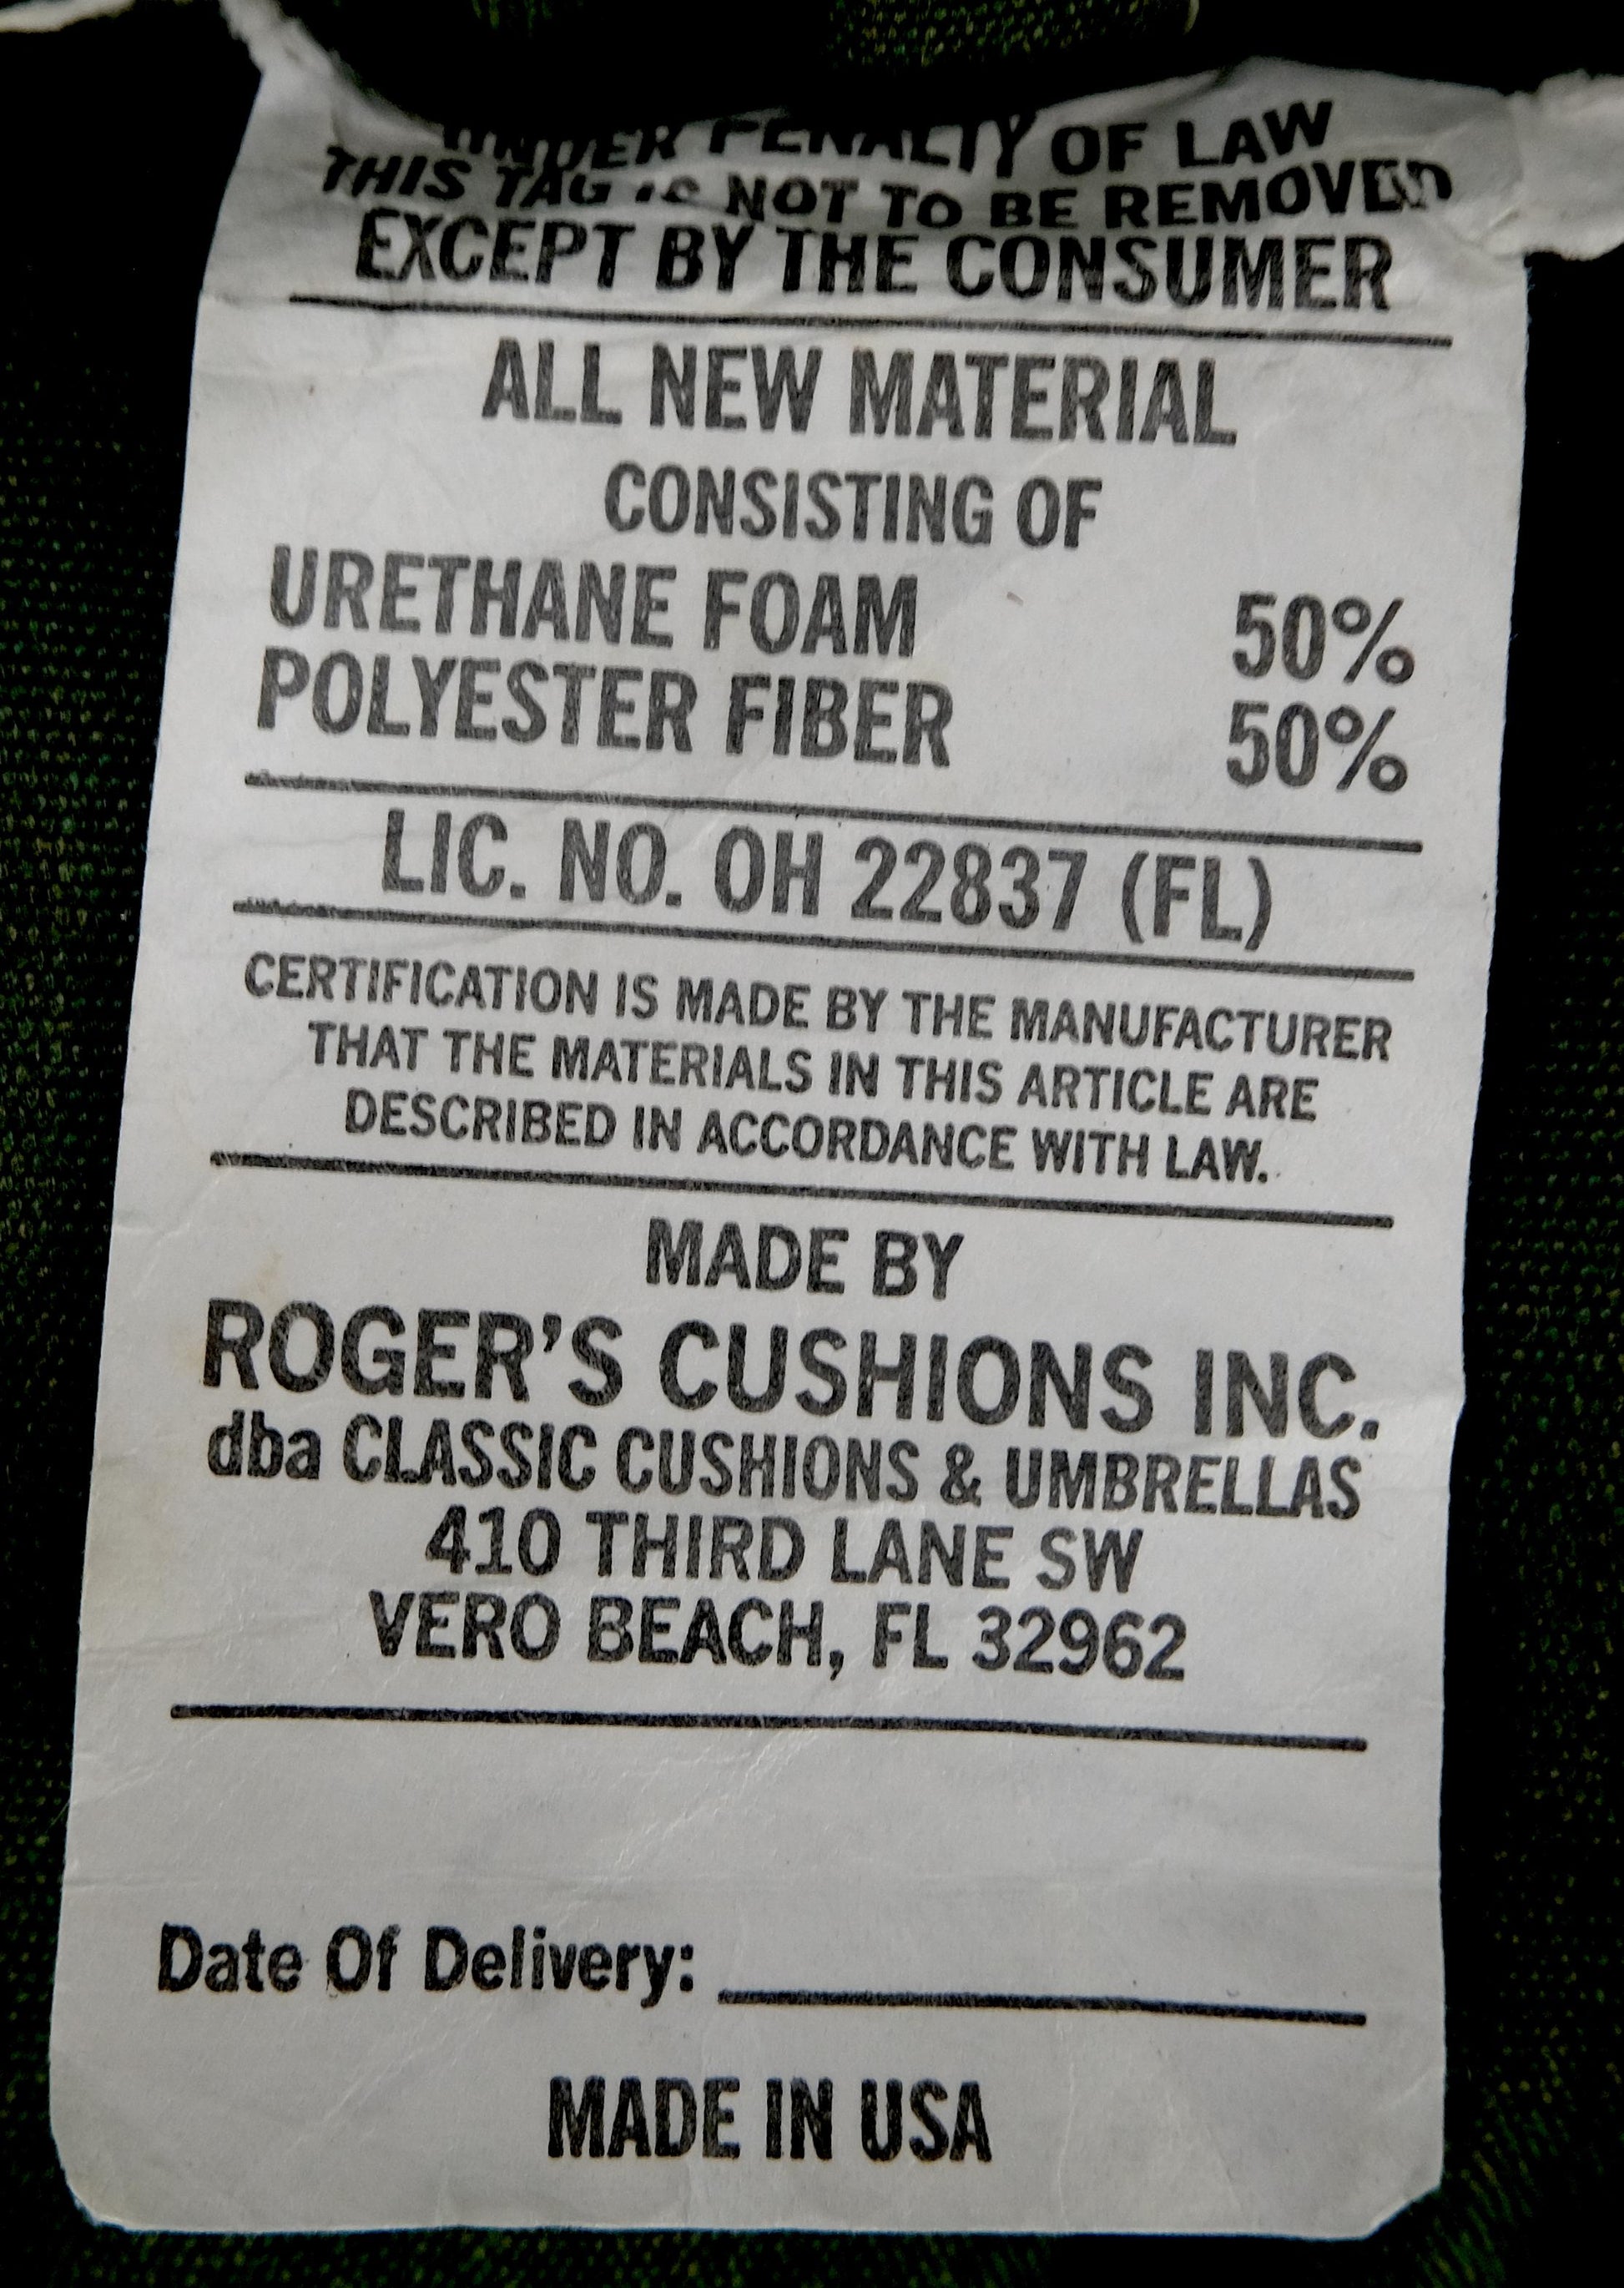 UNDER PENALTY OF LAW
THIS TAG IS NOT TO BE REMOVED
EXCEPT BY THE CONSUMER
ALL NEW MATERIAL
CONSISTING OF
URETHANE FOAM 50%
POLYESTER FIBER 50%
LIC. NO. OH 22837 (FL)
CERTIFICATION IS MADE BY THE MANUFACTURER
THAT THE MATERIALS IN THIS ARTICLE ARE
DESCRIBED IN ACCORDANCE WITH LAW.
MADE BY
ROGER'S CUSHIONS INC.
dba CLASSIC CUSHIONS & UMBRELLAS
410 THIRD LANE SW
VERO BEACH, FL 32962
Date Of Delivery:
MADE IN USA